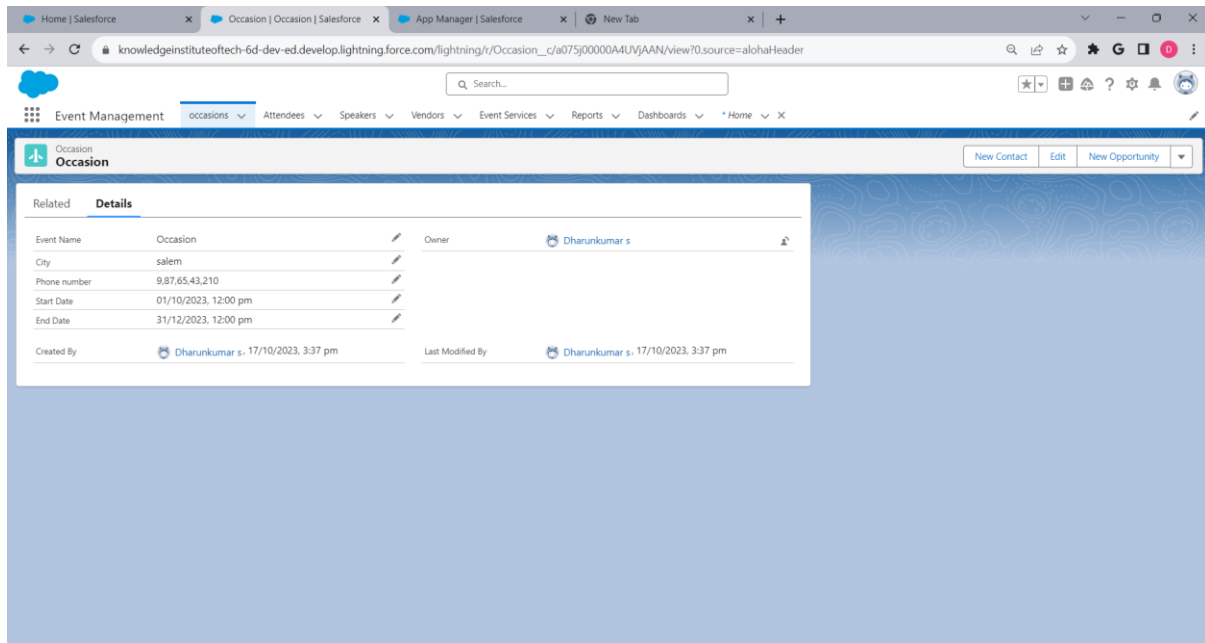 Home | Salesforce Occasion | Occasion | Salesforce App Manager | Salesforce New Tab
knowledgeinstituteoftech-6d-dev-ed.develop.lightning.force.com/lightning/r/Occasion__c/a075j00000A4UVjAAN/view?0.source=alohaHeader G D
Search...
Event Management occasions Attendees Speakers Vendors Event Services Reports Dashboards * Home
Occasion
Occasion
New Contact Edit New Opportunity
Related Details
Event Name Occasion Owner Dharunkumar s
City salem
Phone number 9,87,65,43,210
Start Date 01/10/2023, 12:00 pm
End Date 31/12/2023, 12:00 pm
Created By Dharunkumar s, 17/10/2023, 3:37 pm Last Modified By Dharunkumar s, 17/10/2023, 3:37 pm